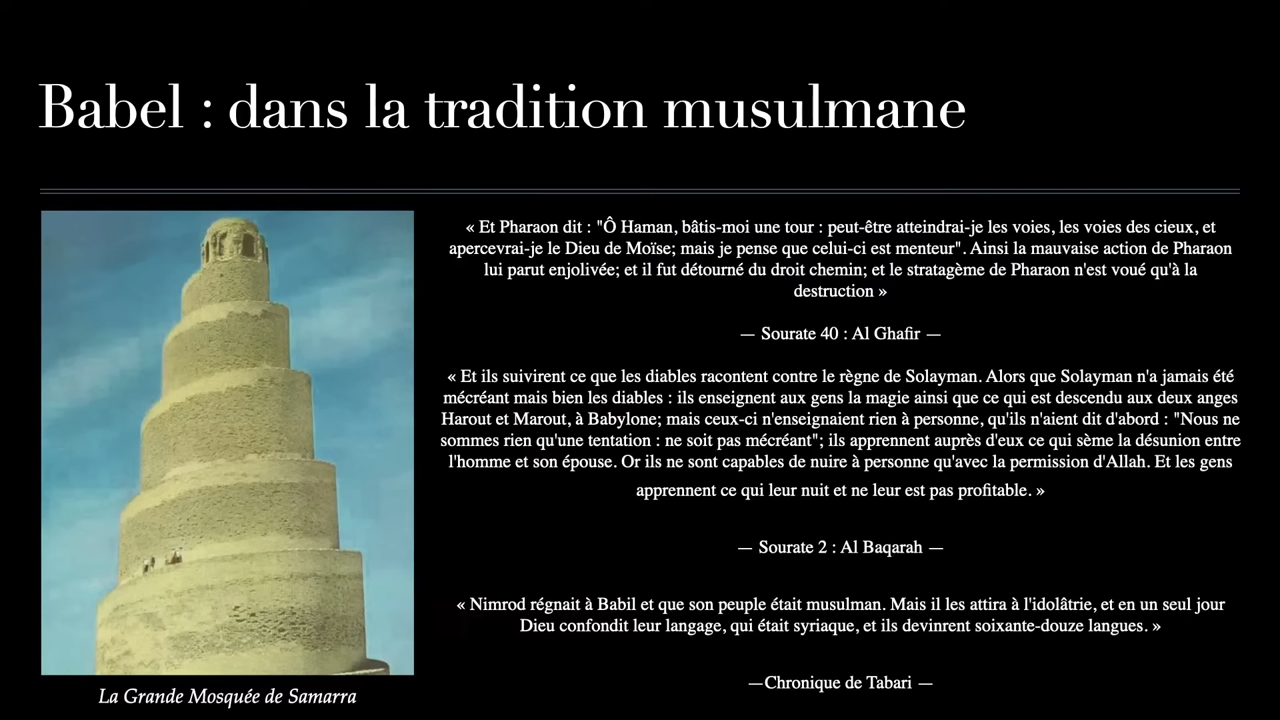 Babel : dans la tradition musulmane
« Et Pharaon dit : "Ô Haman, bâtis-moi une tour : peut-être atteindrai-je les voies, les voies des cieux, et
apercevrai-je le Dieu de Moïse; mais je pense que celui-ci est menteur". Ainsi la mauvaise action de Pharaon
lui parut enjolivée; et il fut détourné du droit chemin; et le stratagème de Pharaon n'est voué qu'à la
destruction »
— Sourate 40 : Al Ghafir —
« Et ils suivirent ce que les diables racontent contre le règne de Solayman. Alors que Solayman n'a jamais été
mécréant mais bien les diables : ils enseignent aux gens la magie ainsi que ce qui est descendu aux deux anges
Harout et Marout, à Babylone; mais ceux-ci n'enseignaient rien à personne, qu'ils n'aient dit d'abord : "Nous ne
sommes rien qu'une tentation : ne soit pas mécréant"; ils apprennent auprès d'eux ce qui sème la désunion entre
l'homme et son épouse. Or ils ne sont capables de nuire à personne qu'avec la permission d'Allah. Et les gens
apprennent ce qui leur nuit et ne leur est pas profitable. »
— Sourate 2 : Al Baqarah —
« Nimrod régnait à Babil et que son peuple était musulman. Mais il les attira à l'idolâtrie, et en un seul jour
Dieu confondit leur langage, qui était syriaque, et ils devinrent soixante-douze langues. »
—Chronique de Tabari —
La Grande Mosquée de Samarra